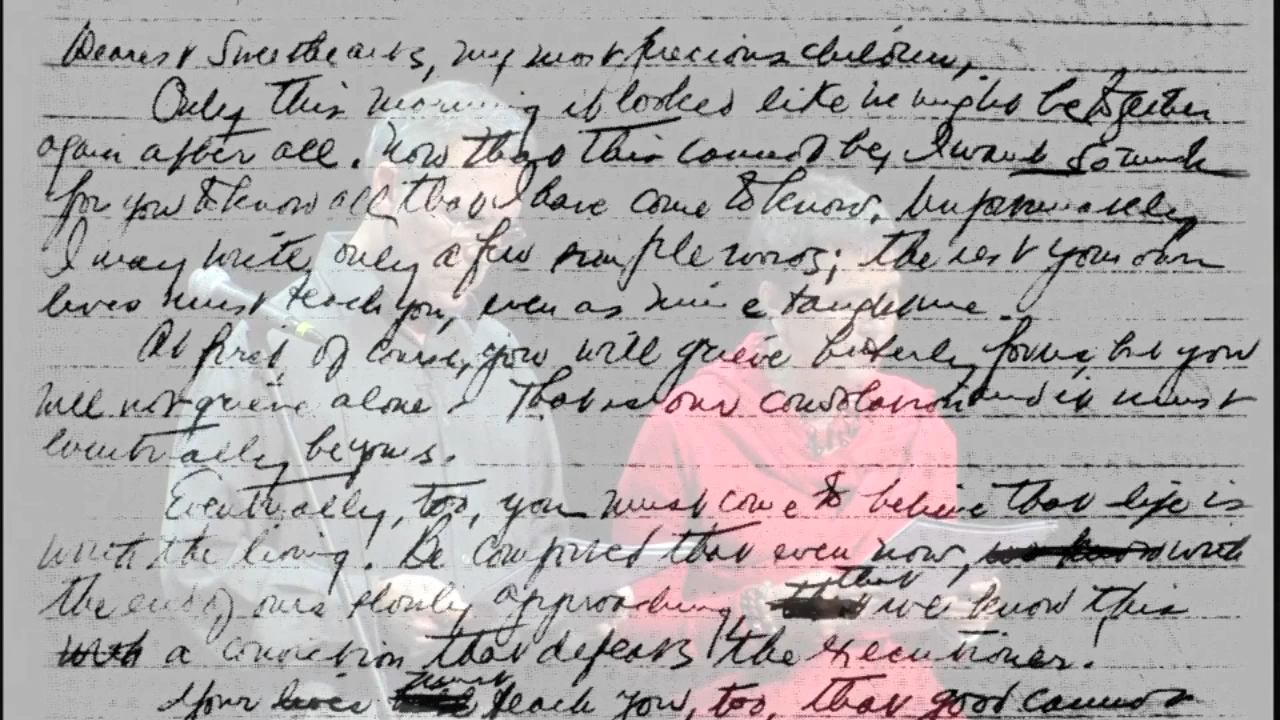 Dearest Sweethearts, my most precious children,
Only this morning it looked like we might be together
again after all. Now that this cannot be, I want so much
for you to know all that I have come to know. Unfortunately
I may write only a few simple words; the rest your own
lives must teach you, even as mine taught me.
At first, of course, you will grieve bitterly for us, but you
will not grieve alone. That is our consolation and it must
eventually be yours.
Eventually, too, you must come to believe that life is
worth the living. Be comforted that even now, with
the end of ours slowly approaching that we know this
with a conviction that defeats the executioner!
Your lives must teach you, too, that good cannot